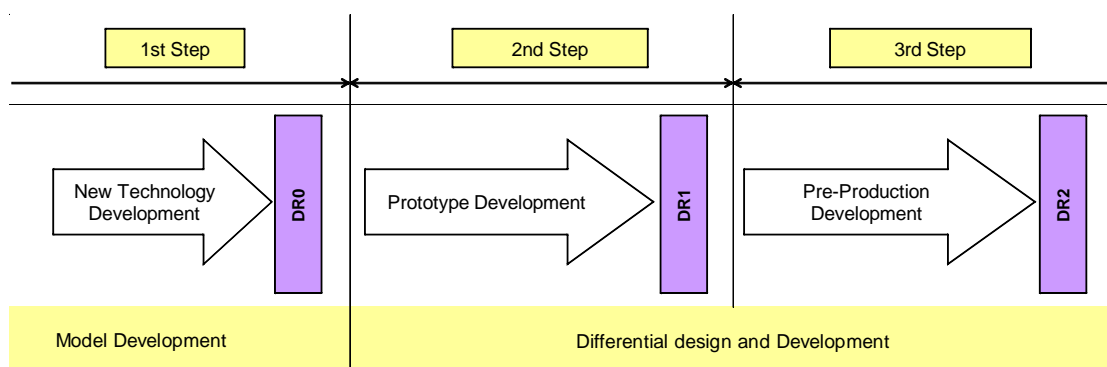 1st Step
2nd Step
3rd Step
New Technology
Development
DR0
Prototype Development
DR1
Pre-Production
Development
DR2
Model Development
Differential design and Development